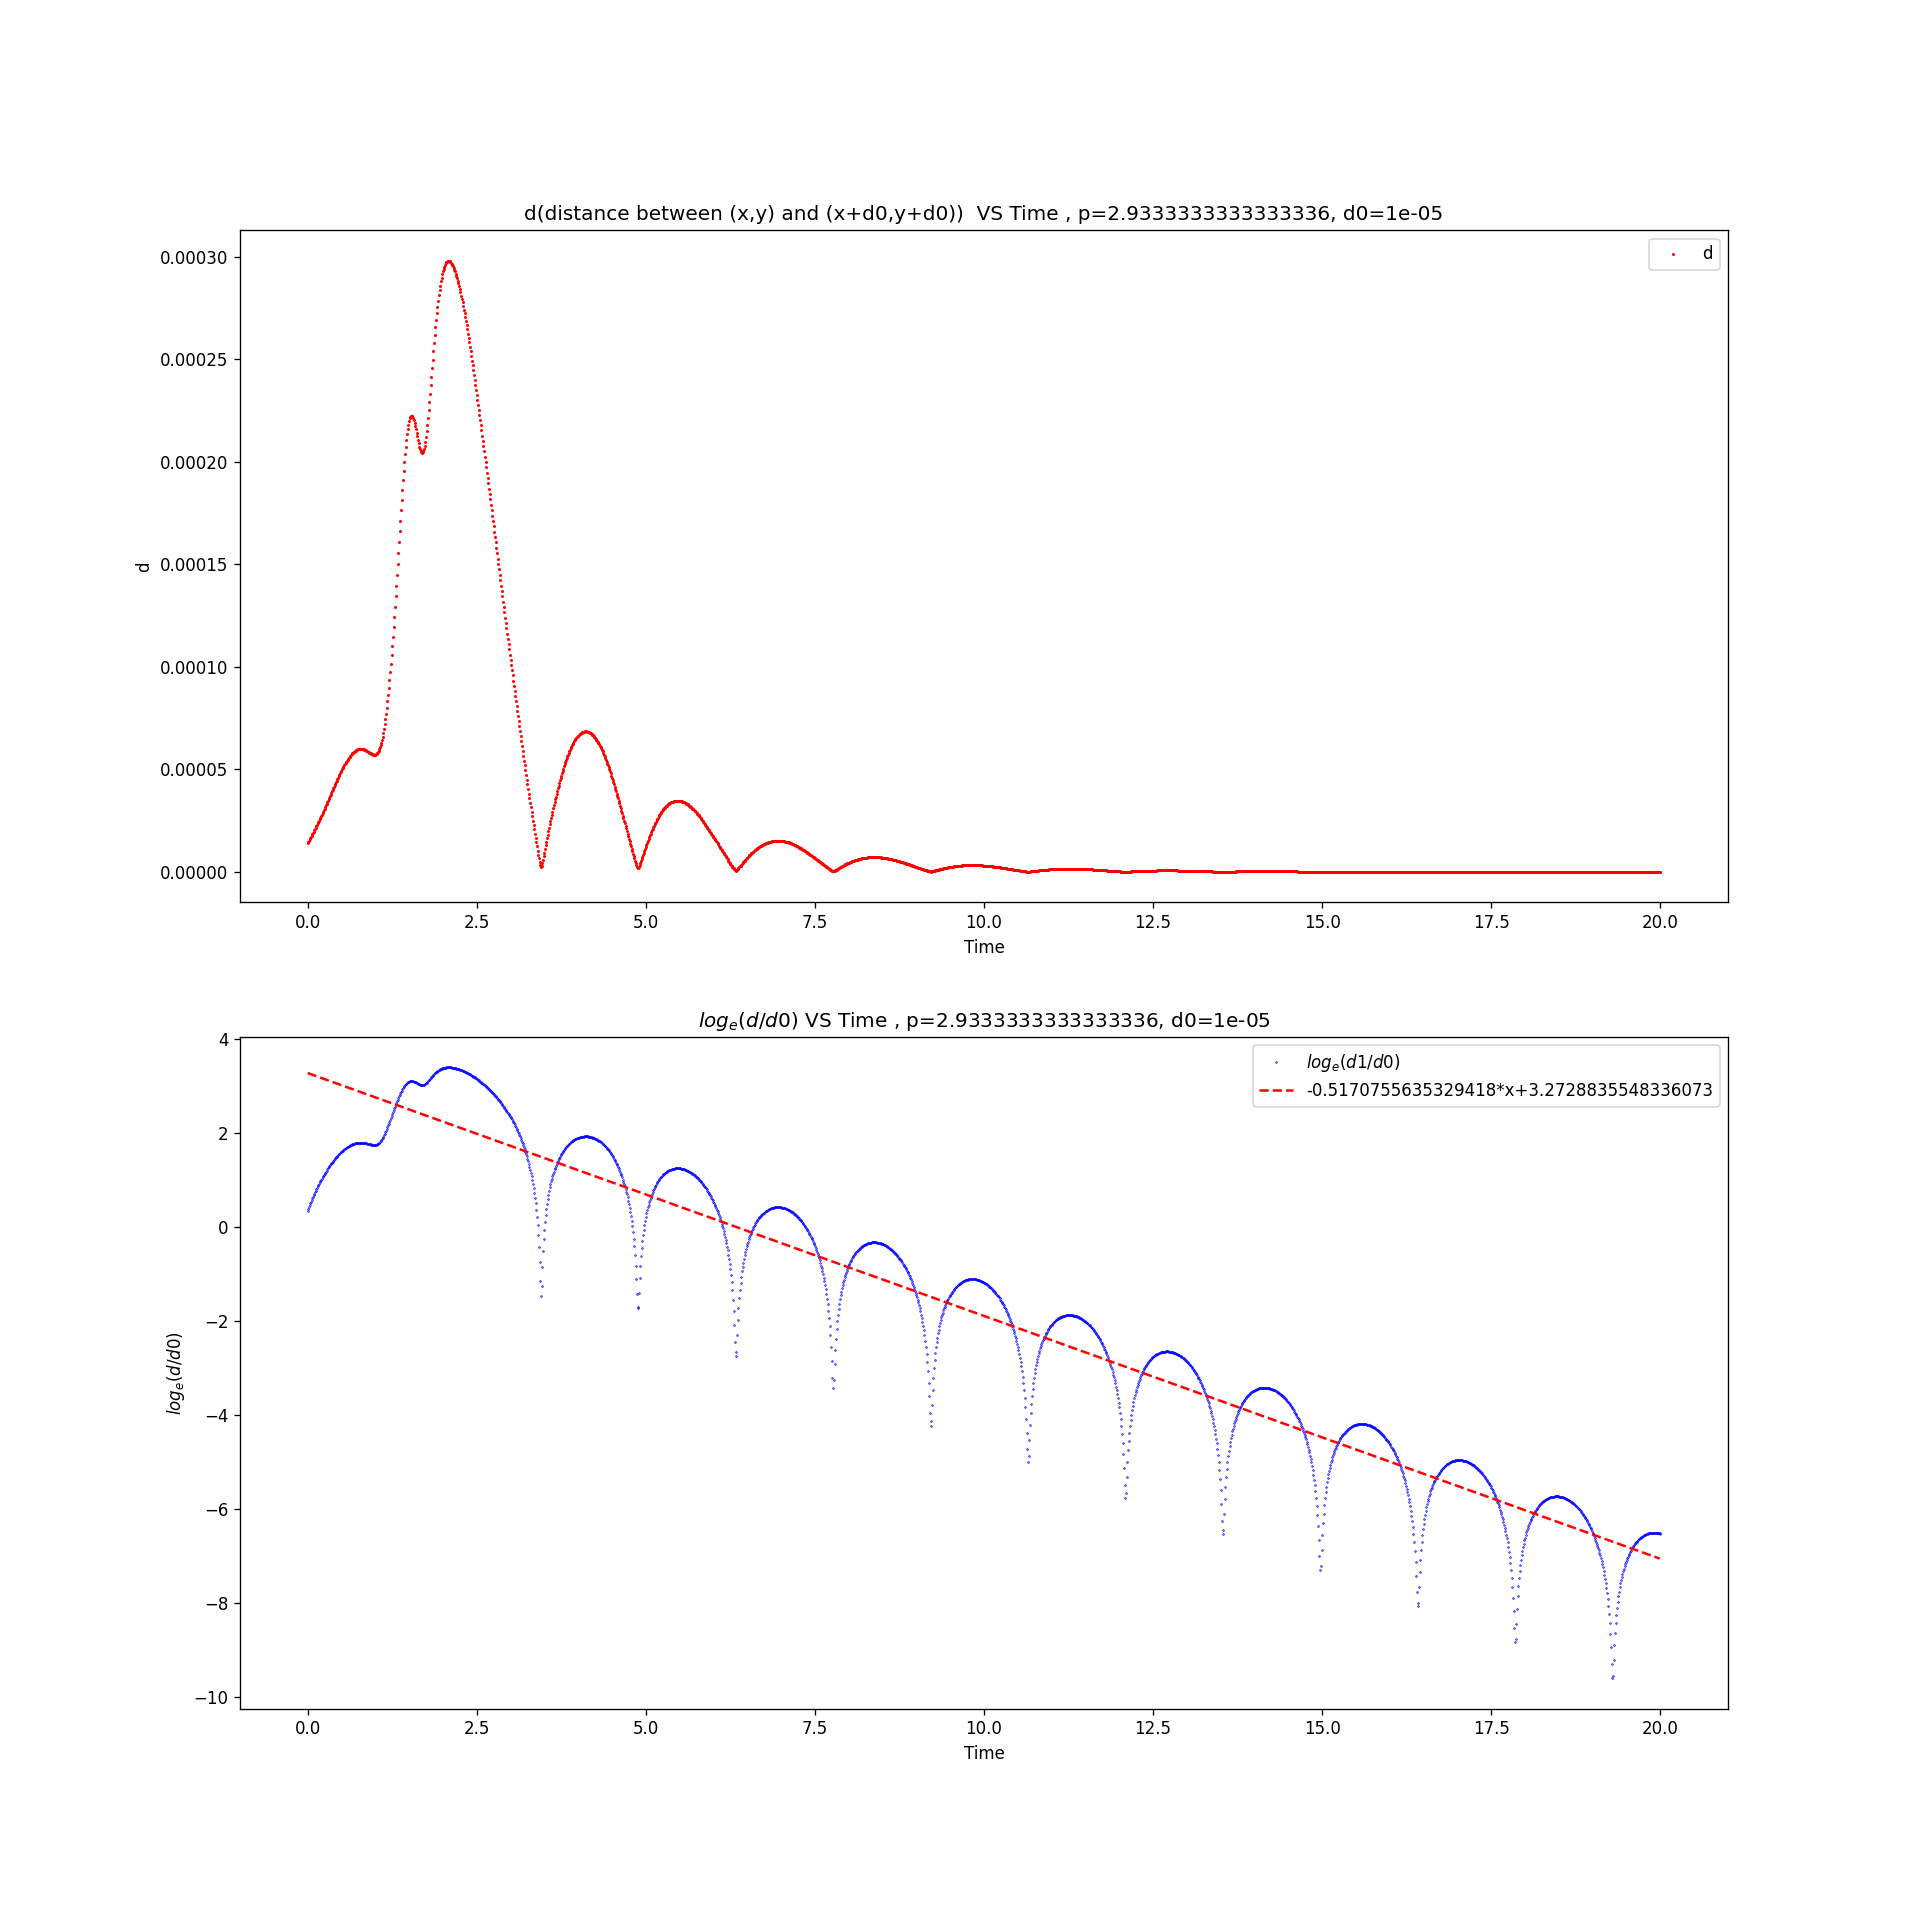 d(distance between (x,y) and (x+d0,y+d0))  VS Time , p=2.9333333333333336, d0=1e-05
d
0.00030
0.00025
0.00020
0.00015
0.00010
0.00005
0.00000
d
0.0 2.5 5.0 7.5 10.0 12.5 15.0 17.5 20.0
Time
log_e(d/d0) VS Time , p=2.9333333333333336, d0=1e-05
log_e(d1/d0)
-0.5170755635329418*x+3.2728835548336073
4
2
0
−2
−4
−6
−8
−10
log_e(d/d0)
0.0 2.5 5.0 7.5 10.0 12.5 15.0 17.5 20.0
Time